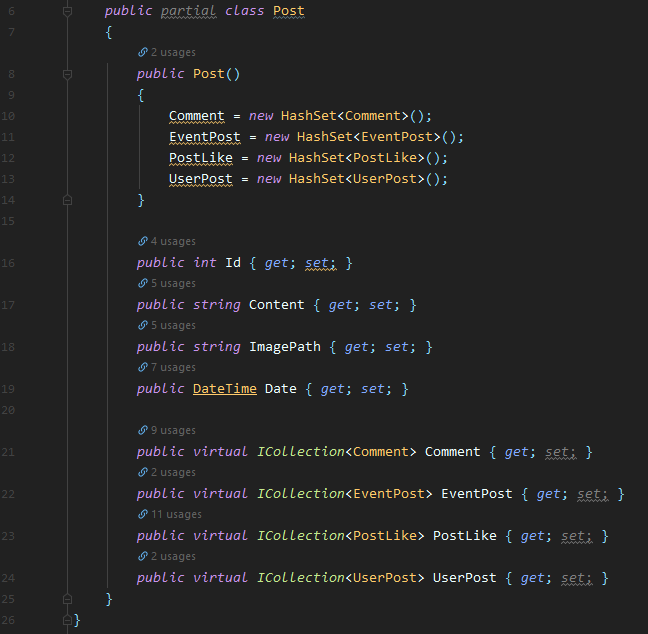 6 public partial class Post
7 {
2 usages
8 public Post()
9 {
10 Comment = new HashSet<Comment>();
11 EventPost = new HashSet<EventPost>();
12 PostLike = new HashSet<PostLike>();
13 UserPost = new HashSet<UserPost>();
14 }
15
4 usages
16 public int Id { get; set; }
5 usages
17 public string Content { get; set; }
5 usages
18 public string ImagePath { get; set; }
7 usages
19 public DateTime Date { get; set; }
20
9 usages
21 public virtual ICollection<Comment> Comment { get; set; }
2 usages
22 public virtual ICollection<EventPost> EventPost { get; set; }
11 usages
23 public virtual ICollection<PostLike> PostLike { get; set; }
2 usages
24 public virtual ICollection<UserPost> UserPost { get; set; }
25 }
26 }